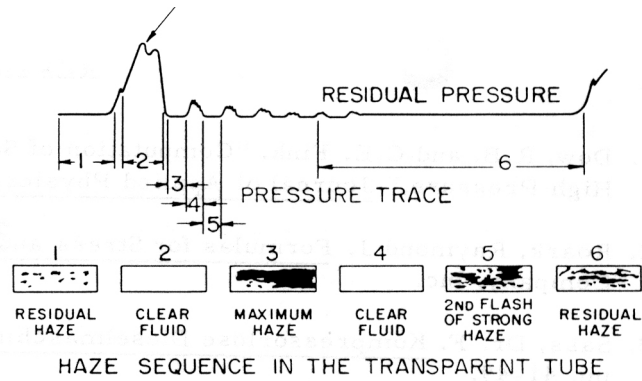 RESIDUAL PRESSURE
1
2
3
4
5
6
PRESSURE TRACE
1 2 3 4 5 6
RESIDUAL HAZE
CLEAR FLUID
MAXIMUM HAZE
CLEAR FLUID
2ND FLASH OF STRONG HAZE
RESIDUAL HAZE
HAZE SEQUENCE IN THE TRANSPARENT TUBE